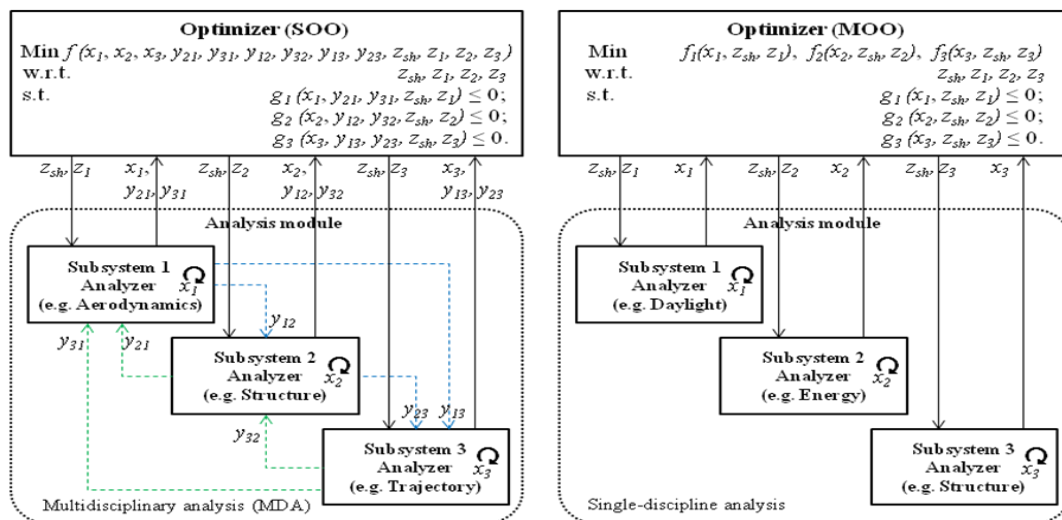 Optimizer (SOO)
Min f (x1, x2, x3, y21, y31, y12, y32, y13, y23, zsh, z1, z2, z3)
w.r.t. zsh, z1, z2, z3
s.t. g1 (x1, y21, y31, zsh, z1) ≤ 0;
g2 (x2, y12, y32, zsh, z2) ≤ 0;
g3 (x3, y13, y23, zsh, z3) ≤ 0.
zsh, z1 x1, zsh, z2 x2, zsh, z3 x3,
y21, y31 y12, y32 y13, y23
Analysis module
Subsystem 1
Analyzer x1
(e.g. Aerodynamics)
y12
y31 y21
Subsystem 2
Analyzer x2
(e.g. Structure)
y23 y13
y32
Subsystem 3
Analyzer x3
(e.g. Trajectory)
Multidisciplinary analysis (MDA)
Optimizer (MOO)
Min f1(x1, zsh, z1), f2(x2, zsh, z2), f3(x3, zsh, z3)
w.r.t. zsh, z1, z2, z3
s.t. g1 (x1, zsh, z1) ≤ 0;
g2 (x2, zsh, z2) ≤ 0;
g3 (x3, zsh, z3) ≤ 0.
zsh, z1 x1 zsh, z2 x2 zsh, z3 x3
Analysis module
Subsystem 1
Analyzer x1
(e.g. Daylight)
Subsystem 2
Analyzer x2
(e.g. Energy)
Subsystem 3
Analyzer x3
(e.g. Structure)
Single-discipline analysis